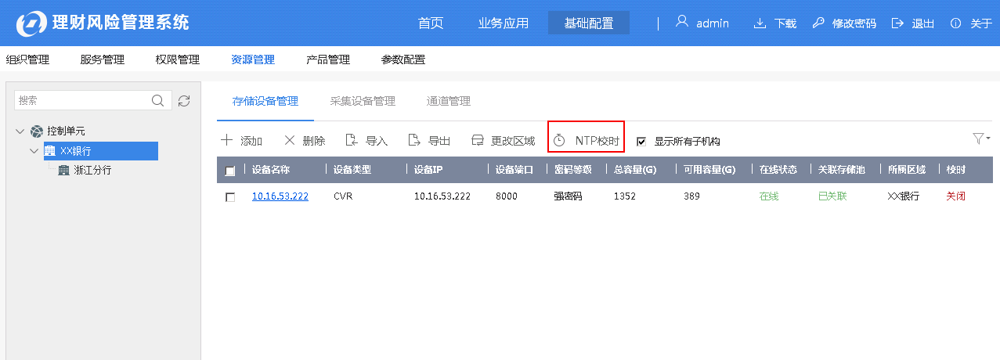 理财风险管理系统 首页 业务应用 基础配置 admin 下载 修改密码 退出 关于
组织管理 服务管理 权限管理 资源管理 产品管理 参数配置
搜索
控制单元
XX银行
浙江分行
存储设备管理 采集设备管理 通道管理
添加 删除 导入 导出 更改区域 NTP校时 显示所有子机构
设备名称 设备类型 设备IP 设备端口 密码等级 总容量(G) 可用容量(G) 在线状态 关联存储池 所属区域 校时
10.16.53.222 CVR 10.16.53.222 8000 强密码 1352 389 在线 已关联 XX银行 关闭